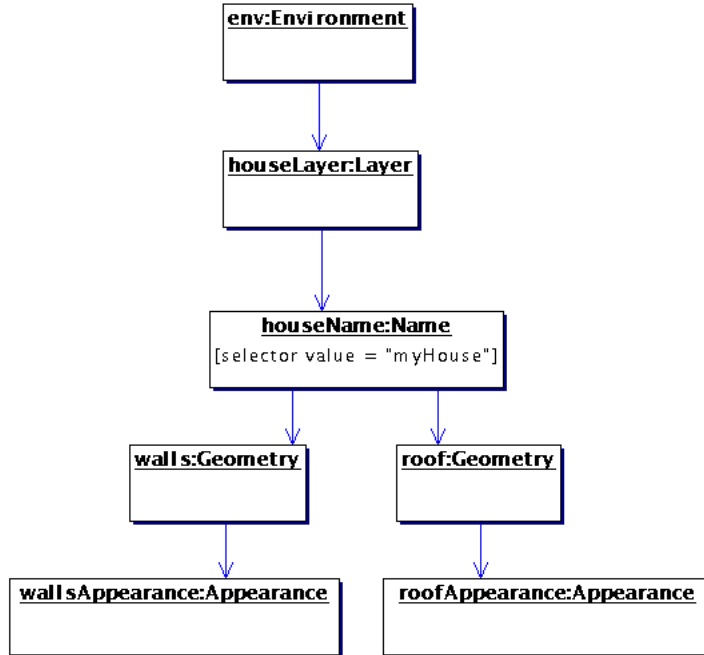 env:Environment
houseLayer:Layer
houseName:Name
[selector value = "myHouse"]
walls:Geometry
roof:Geometry
wallsAppearance:Appearance
roofAppearance:Appearance